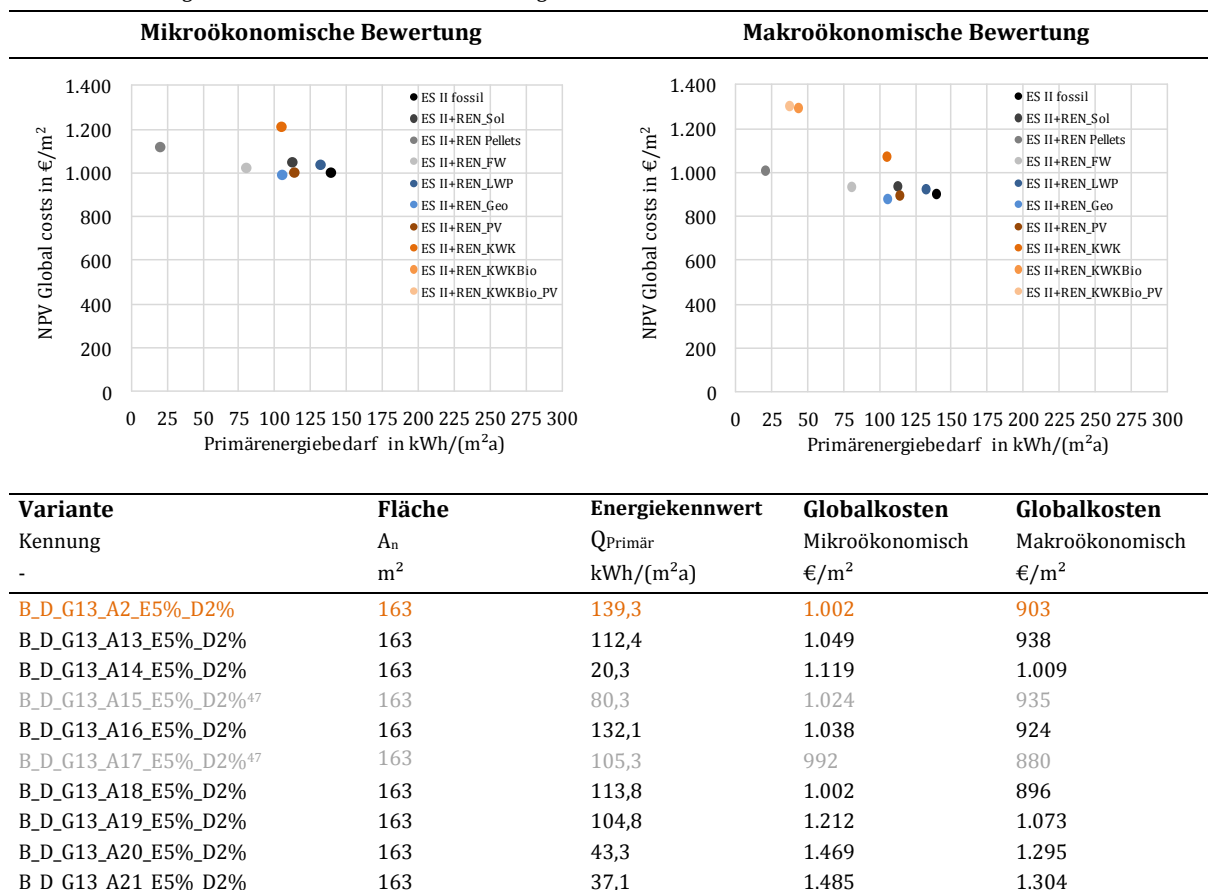 Mikroökonomische Bewertung
Makroökonomische Bewertung
NPV Global costs in €/m²
1.400
1.200
1.000
800
600
400
200
0
0 25 50 75 100 125 150 175 200 225 250 275 300
Primärenergiebedarf in kWh/(m²a)
ES II fossil
ES II+REN_Sol
ES II+REN Pellets
ES II+REN_FW
ES II+REN_LWP
ES II+REN_Geo
ES II+REN_PV
ES II+REN_KWK
ES II+REN_KWKBio
ES II+REN_KWKBio_PV
NPV Global costs in €/m²
1.400
1.200
1.000
800
600
400
200
0
0 25 50 75 100 125 150 175 200 225 250 275 300
Primärenergiebedarf in kWh/(m²a)
ES II fossil
ES II+REN_Sol
ES II+REN Pellets
ES II+REN_FW
ES II+REN_LWP
ES II+REN_Geo
ES II+REN_PV
ES II+REN_KWK
ES II+REN_KWKBio
ES II+REN_KWKBio_PV
Variante Fläche Energiekennwert Globalkosten Globalkosten
Kennung Aₙ Q_Primär Mikroökonomisch Makroökonomisch
- m² kWh/(m²a) €/m² €/m²
B_D_G13_A2_E5%_D2% 163 139,3 1.002 903
B_D_G13_A13_E5%_D2% 163 112,4 1.049 938
B_D_G13_A14_E5%_D2% 163 20,3 1.119 1.009
B_D_G13_A15_E5%_D2%⁴⁷ 163 80,3 1.024 935
B_D_G13_A16_E5%_D2% 163 132,1 1.038 924
B_D_G13_A17_E5%_D2%⁴⁷ 163 105,3 992 880
B_D_G13_A18_E5%_D2% 163 113,8 1.002 896
B_D_G13_A19_E5%_D2% 163 104,8 1.212 1.073
B_D_G13_A20_E5%_D2% 163 43,3 1.469 1.295
B_D_G13_A21_E5%_D2% 163 37,1 1.485 1.304